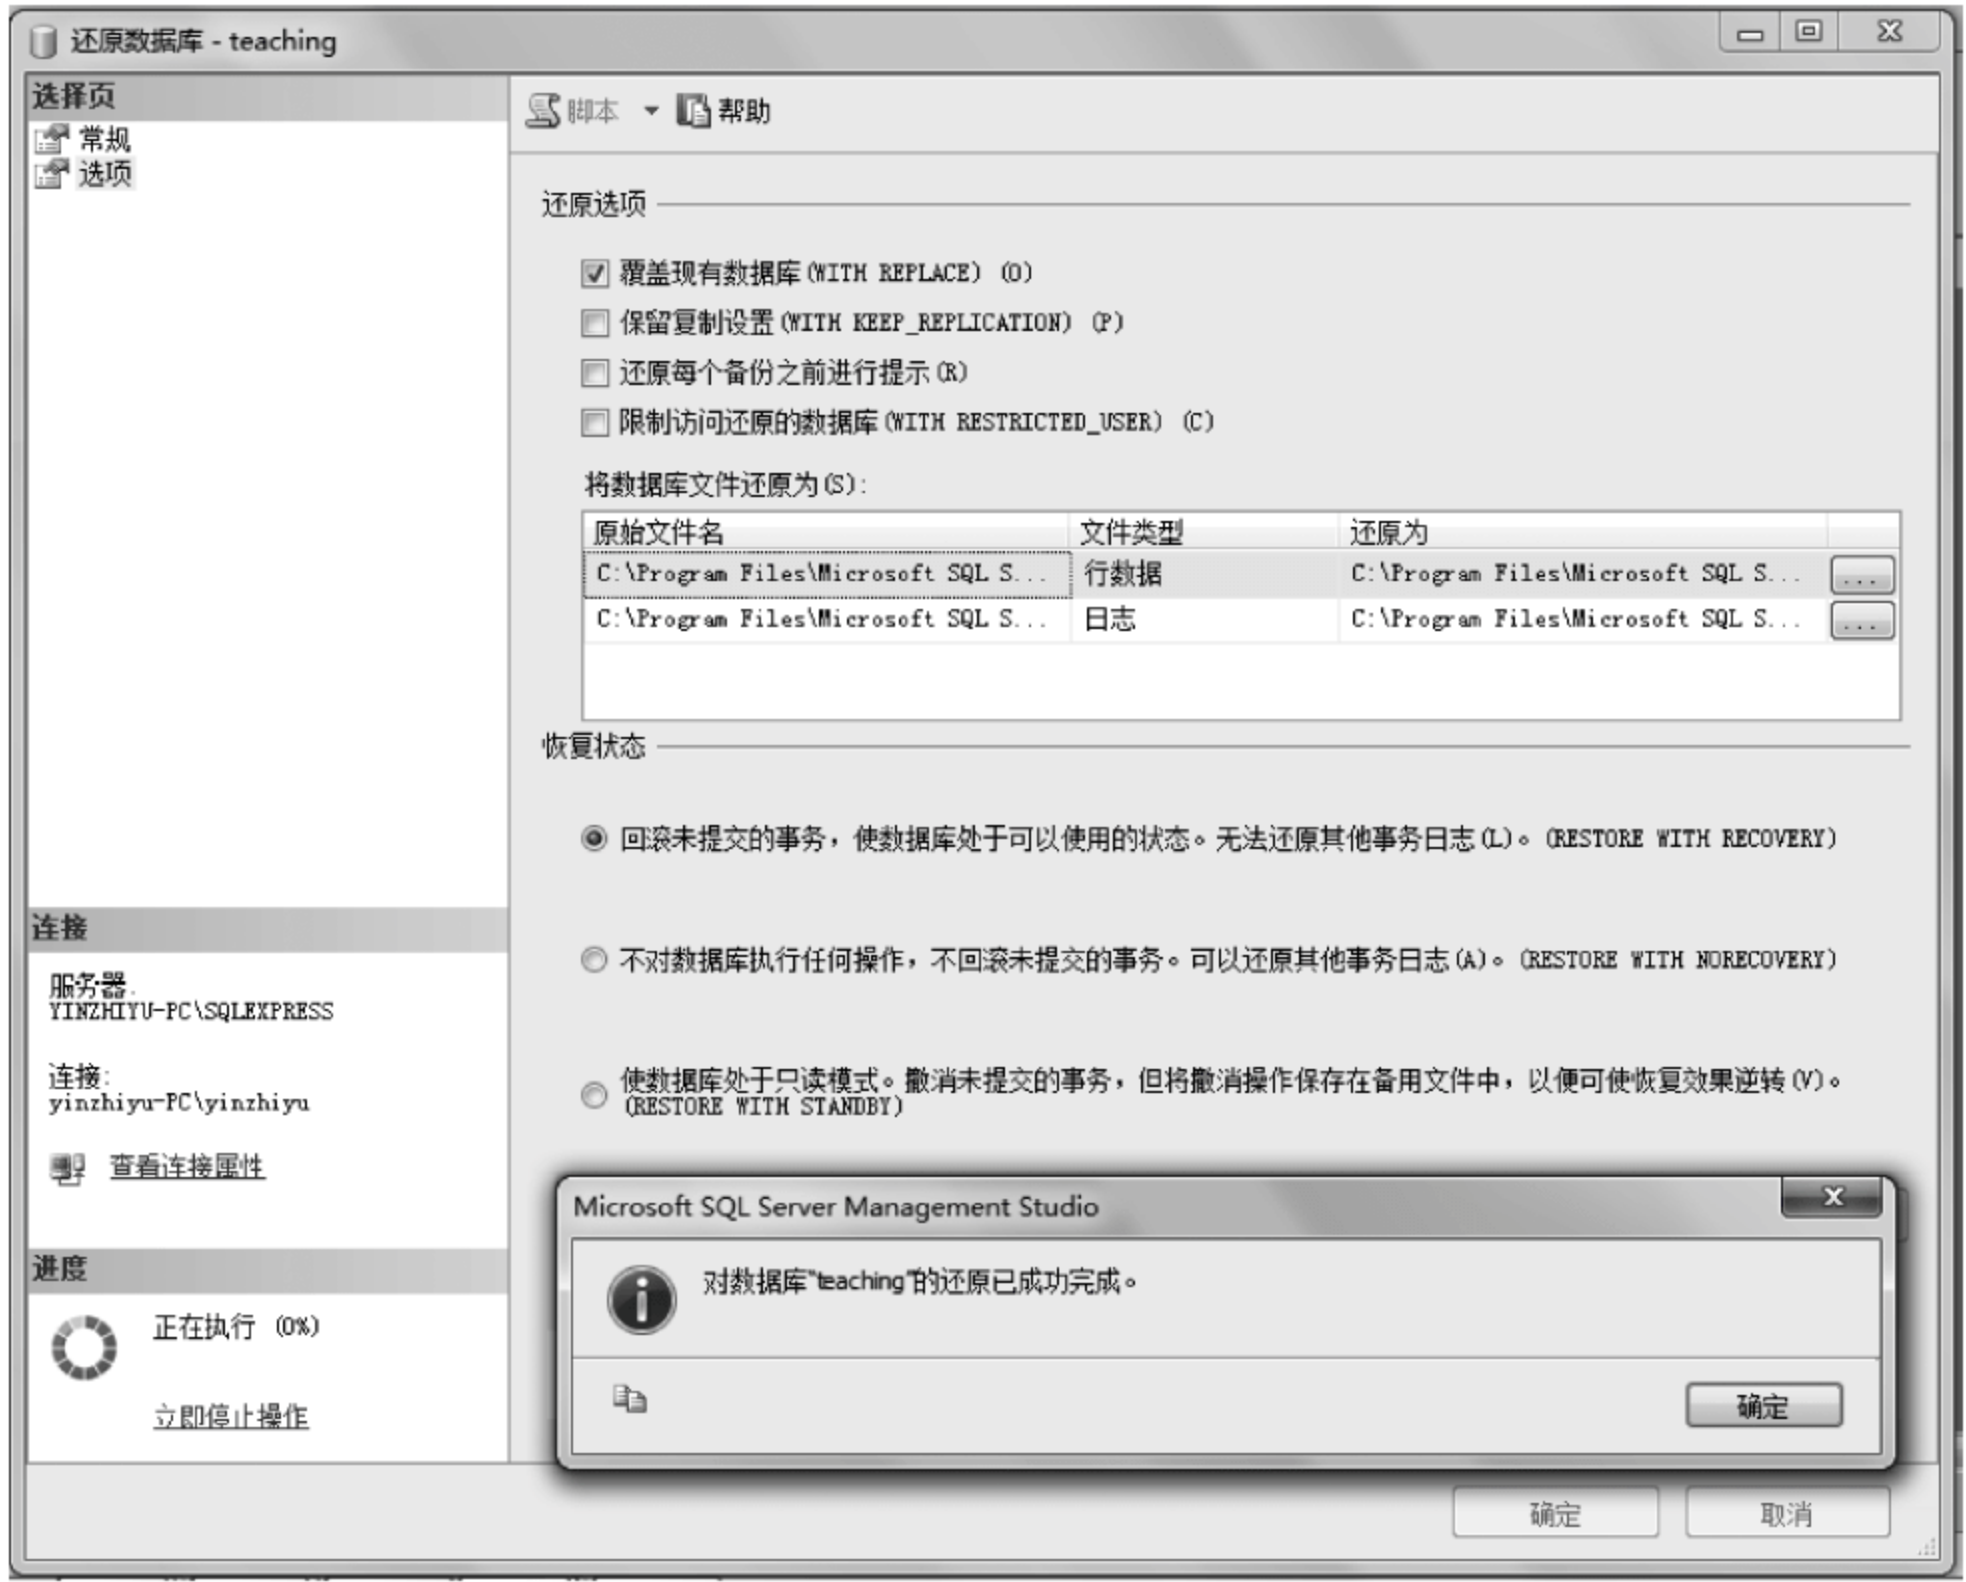 还原数据库 - teaching
选择页
常规
选项
脚本 帮助
还原选项
覆盖现有数据库(WITH REPLACE) (O)
保留复制设置(WITH KEEP_REPLICATION) (P)
还原每个备份之前进行提示(R)
限制访问还原的数据库(WITH RESTRICTED_USER) (C)
将数据库文件还原为(S):
原始文件名 文件类型 还原为
C:\Program Files\Microsoft SQL S... 行数据 C:\Program Files\Microsoft SQL S... ...
C:\Program Files\Microsoft SQL S... 日志 C:\Program Files\Microsoft SQL S... ...
恢复状态
回滚未提交的事务，使数据库处于可以使用的状态。无法还原其他事务日志(L)。(RESTORE WITH RECOVERY)
不对数据库执行任何操作，不回滚未提交的事务。可以还原其他事务日志(A)。(RESTORE WITH NORECOVERY)
使数据库处于只读模式。撤消未提交的事务，但将撤消操作保存在备用文件中，以便可使恢复效果逆转(V)。
(RESTORE WITH STANDBY)
连接
服务器:
YINZHIYU-PC\SQLEXPRESS
连接:
yinzhiyu-PC\yinzhiyu
查看连接属性
进度
正在执行 (0%)
立即停止操作
Microsoft SQL Server Management Studio
对数据库"teaching"的还原已成功完成。
确定
确定 取消